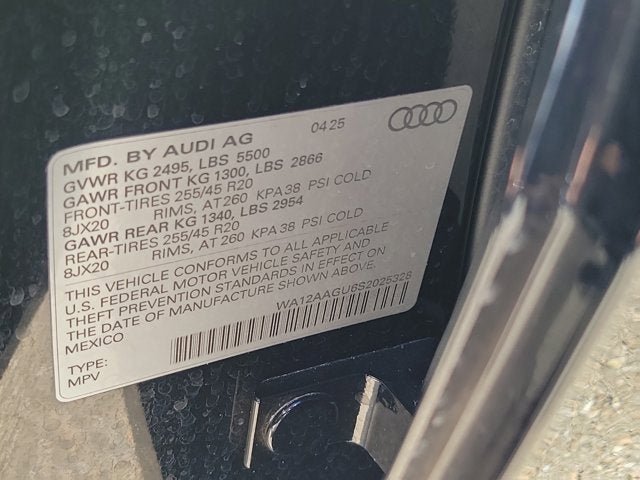 MFD. BY AUDI AG 04 25
GVWR KG 2495, LBS 5500
GAWR FRONT KG 1300, LBS 2866
FRONT-TIRES 255/45 R20
8JX20 RIMS, AT 260 KPA 38 PSI COLD
GAWR REAR KG 1340, LBS 2954
REAR-TIRES 255/45 R20
8JX20 RIMS, AT 260 KPA 38 PSI COLD
THIS VEHICLE CONFORMS TO ALL APPLICABLE
U.S. FEDERAL MOTOR VEHICLE SAFETY AND
THEFT PREVENTION STANDARDS IN EFFECT ON
THE DATE OF MANUFACTURE SHOWN ABOVE.
MEXICO
WA12AAGU6S2025328
TYPE:
MPV